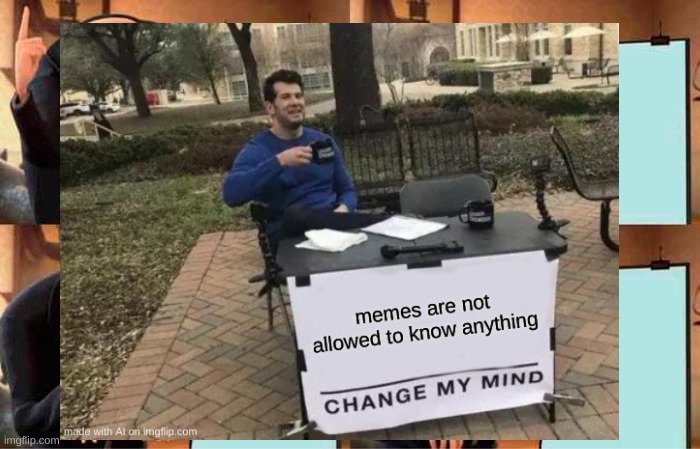 memes are not
allowed to know anything
CHANGE MY MIND
made with AI on imgflip.com
imgflip.com